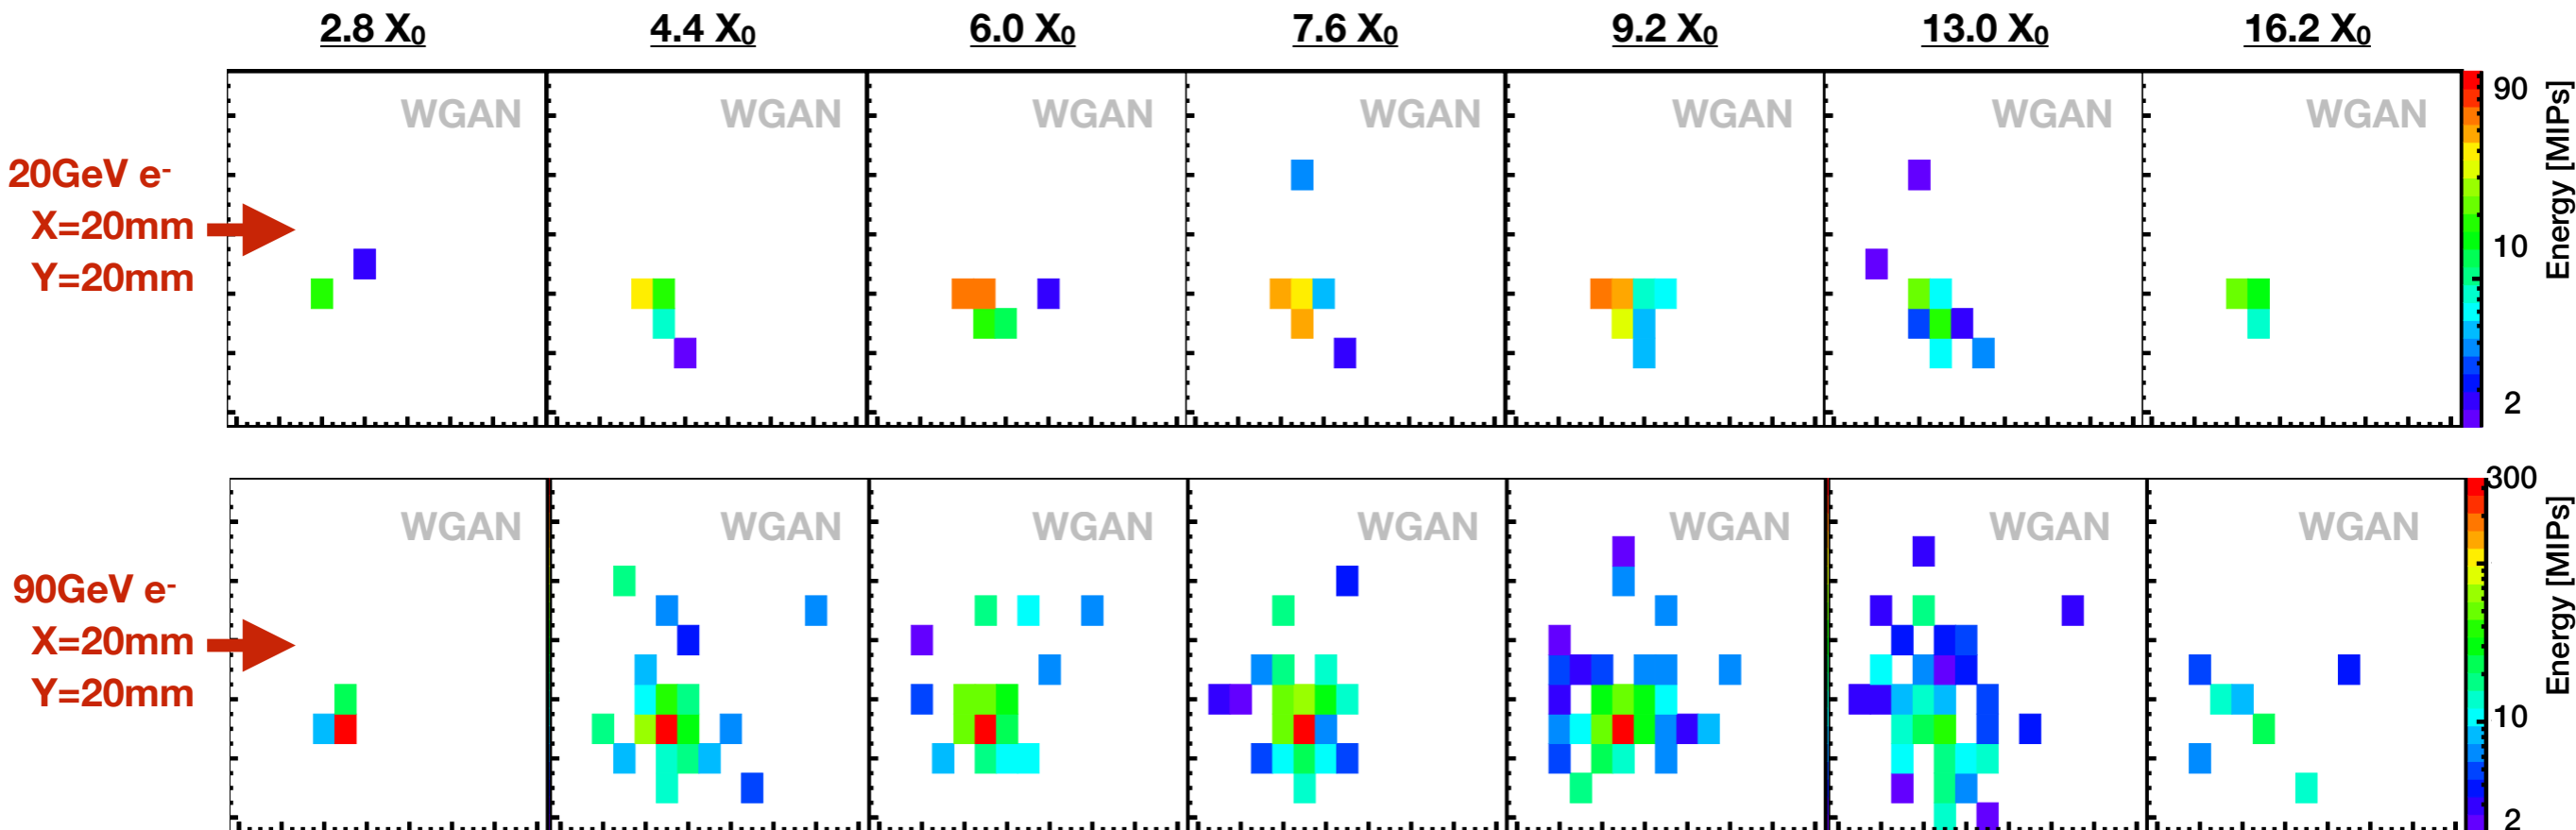 2.8 X0 4.4 X0 6.0 X0 7.6 X0 9.2 X0 13.0 X0 16.2 X0
WGAN WGAN WGAN WGAN WGAN WGAN WGAN
20GeV e-
X=20mm
Y=20mm
90
10
2
Energy [MIPs]
WGAN WGAN WGAN WGAN WGAN WGAN WGAN
90GeV e-
X=20mm
Y=20mm
300
10
2
Energy [MIPs]